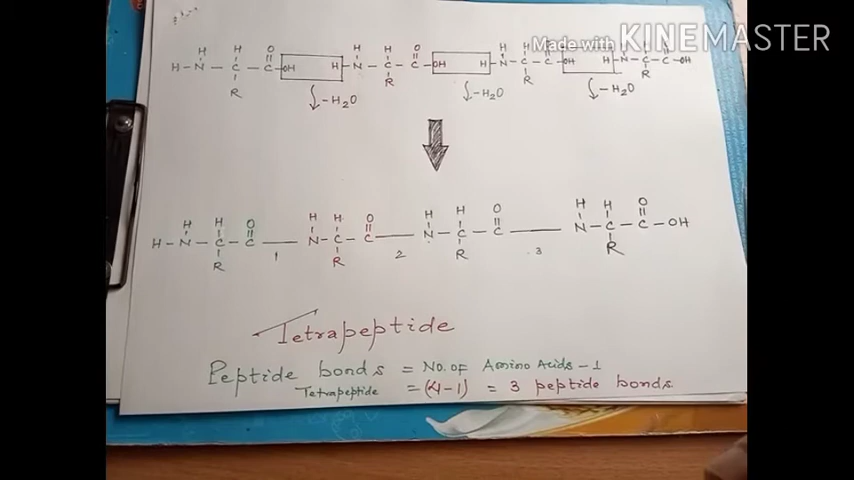 Made with KINEMASTER
H H O H H O H H O H H O
H - N - C - C - OH H - N - C - C - OH H - N - C - C - OH H - N - C - C - OH
R R R R
-H2O -H2O -H2O
H H O H H O H H O H H O
H - N - C - C — N - C - C — N - C - C — N - C - C - OH
1 2 3
R R R R
Tetrapeptide
Peptide bonds = No. of Amino Acids - 1
Tetrapeptide = (4-1) = 3 peptide bonds